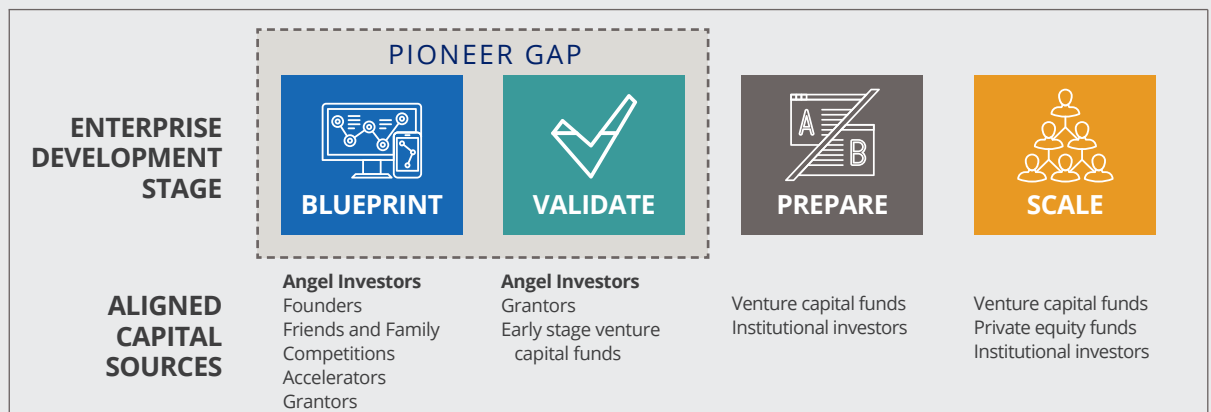 PIONEER GAP
ENTERPRISE
DEVELOPMENT
STAGE
A
B
BLUEPRINT
VALIDATE
PREPARE
SCALE
ALIGNED
CAPITAL
SOURCES
Angel Investors
Founders
Friends and Family
Competitions
Accelerators
Grantors
Angel Investors
Grantors
Early stage venture
capital funds
Venture capital funds
Institutional investors
Venture capital funds
Private equity funds
Institutional investors